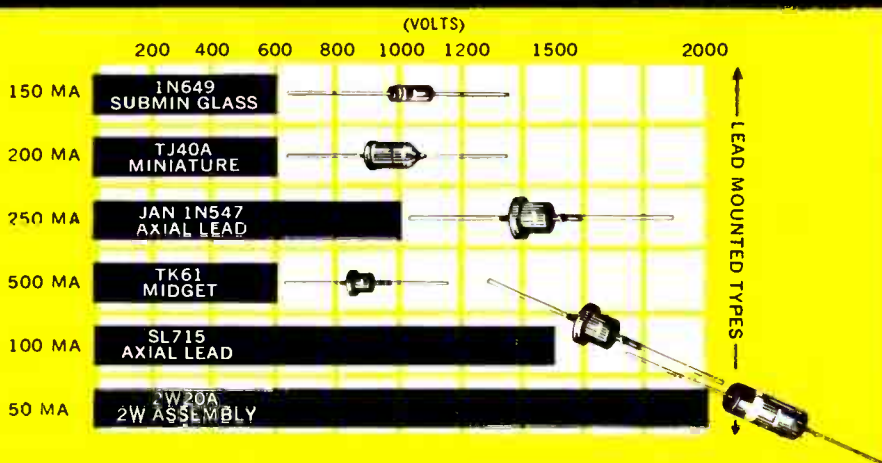 (VOLTS)
200 400 600 800 1000 1200 1500 2000
150 MA
1N649
SUBMIN GLASS
200 MA
TJ40A
MINIATURE
250 MA
JAN 1N547
AXIAL LEAD
500 MA
TK61
MIDGET
100 MA
SL715
AXIAL LEAD
50 MA
2W20A
2W ASSEMBLY
LEAD MOUNTED TYPES